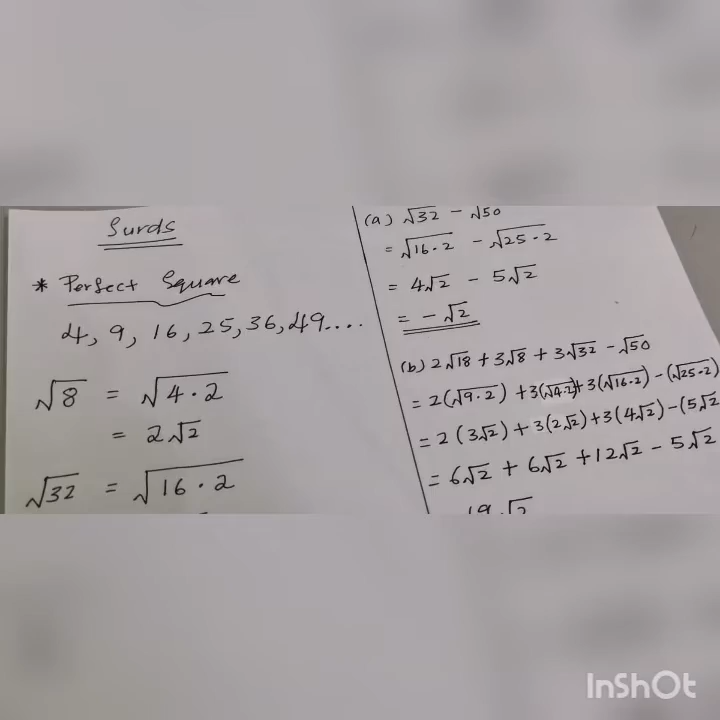 Surds
* Perfect Square
4, 9, 16, 25, 36, 49....
√8 = √4·2
= 2√2
√32 = √16·2
(a) √32 - √50
= √16·2 - √25·2
= 4√2 - 5√2
= -√2
(b) 2√18 + 3√8 + 3√32 - √50
= 2(√9·2) + 3(√4·2) + 3(√16·2) - (√25·2)
= 2(3√2) + 3(2√2) + 3(4√2) - (5√2
= 6√2 + 6√2 + 12√2 - 5√2
19√2
InShOt